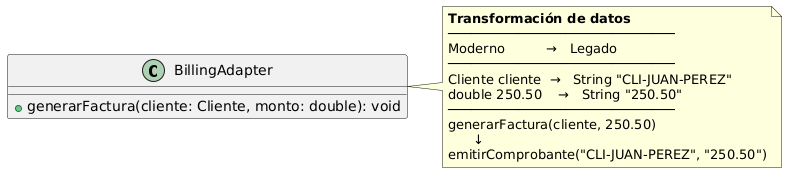 C BillingAdapter
generarFactura(cliente: Cliente, monto: double): void
Transformación de datos
Moderno → Legado
Cliente cliente → String "CLI-JUAN-PEREZ"
double 250.50 → String "250.50"
generarFactura(cliente, 250.50)
↓
emitirComprobante("CLI-JUAN-PEREZ", "250.50")